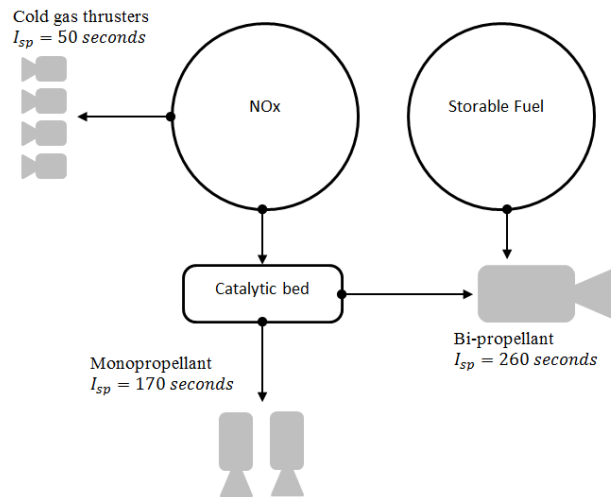 Cold gas thrusters
I_sp = 50 seconds
NOx
Storable Fuel
Catalytic bed
Monopropellant
I_sp = 170 seconds
Bi-propellant
I_sp = 260 seconds